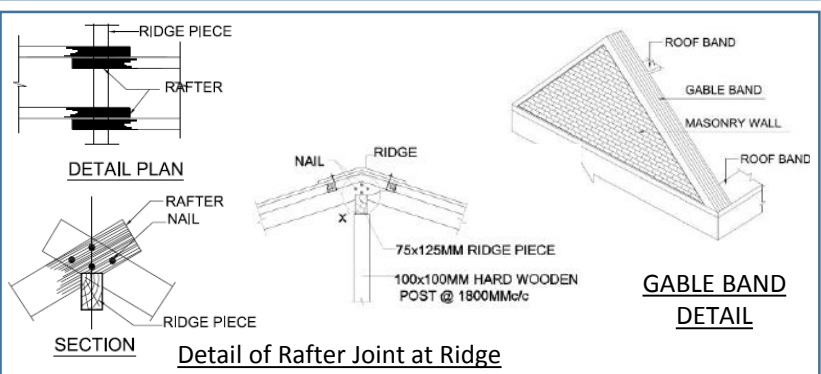 RIDGE PIECE
RAFTER
DETAIL PLAN
RAFTER
NAIL
RIDGE PIECE
SECTION
NAIL
RIDGE
X
75x125MM RIDGE PIECE
100x100MM HARD WOODEN
POST @ 1800MMc/c
Detail of Rafter Joint at Ridge
ROOF BAND
GABLE BAND
MASONRY WALL
ROOF BAND
GABLE BAND
DETAIL